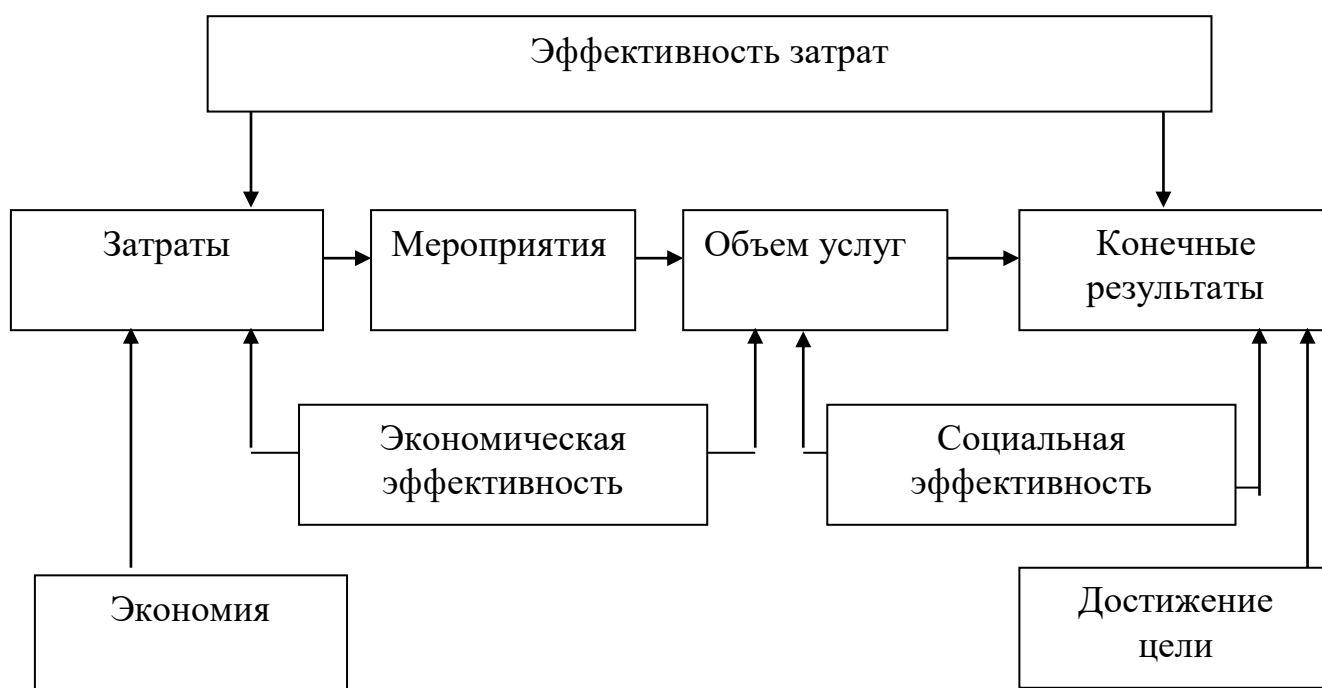 Эффективность затрат
Затраты
Мероприятия
Объем услуг
Конечные
результаты
Экономическая
эффективность
Социальная
эффективность
Экономия
Достижение
цели